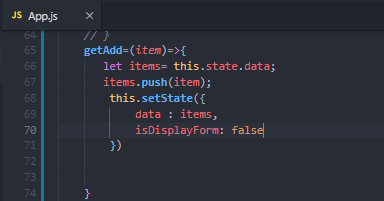 JS App.js ×
64 // }
65 getAdd=(item)=>{
66 let items= this.state.data;
67 items.push(item);
68 this.setState({
69 data : items,
70 isDisplayForm: false
71 })
72
73
74 }